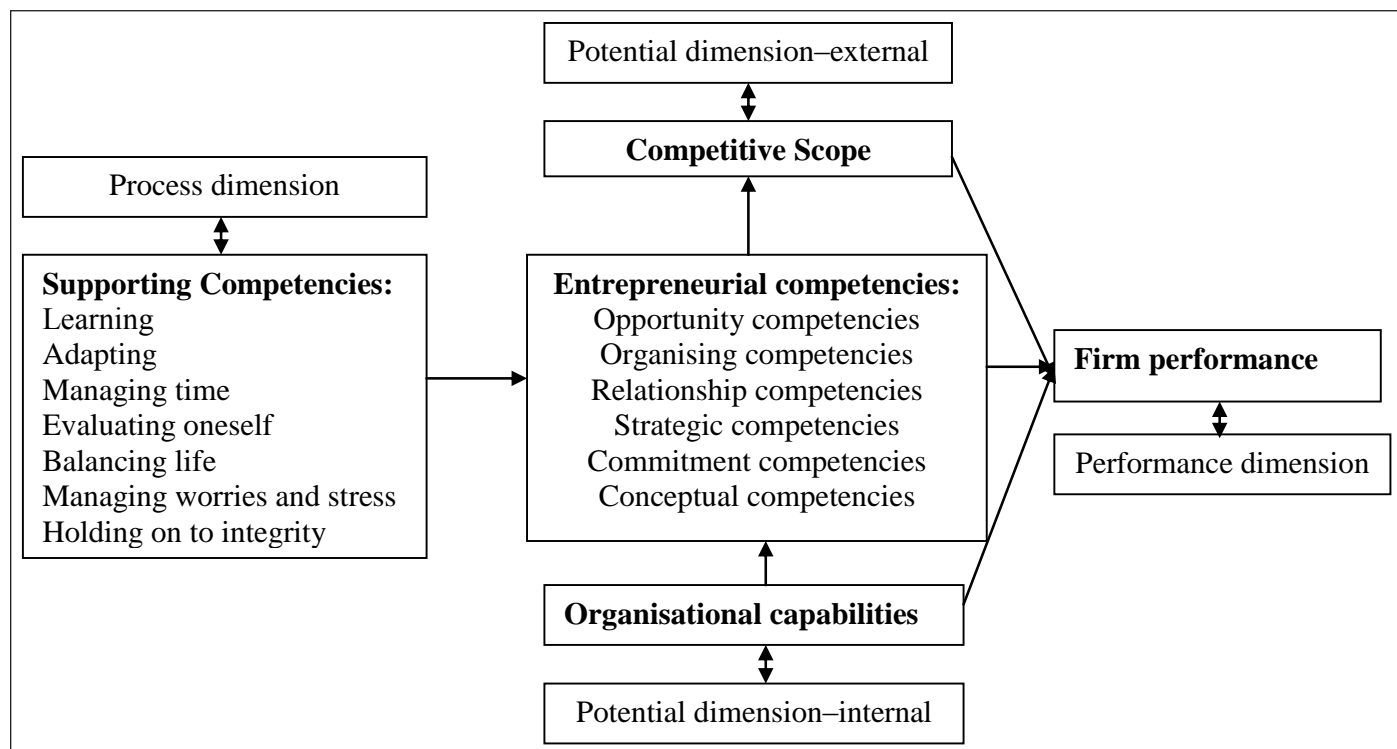 Potential dimension–external
Competitive Scope
Process dimension
Supporting Competencies:
Learning
Adapting
Managing time
Evaluating oneself
Balancing life
Managing worries and stress
Holding on to integrity
Entrepreneurial competencies:
Opportunity competencies
Organising competencies
Relationship competencies
Strategic competencies
Commitment competencies
Conceptual competencies
Firm performance
Performance dimension
Organisational capabilities
Potential dimension–internal